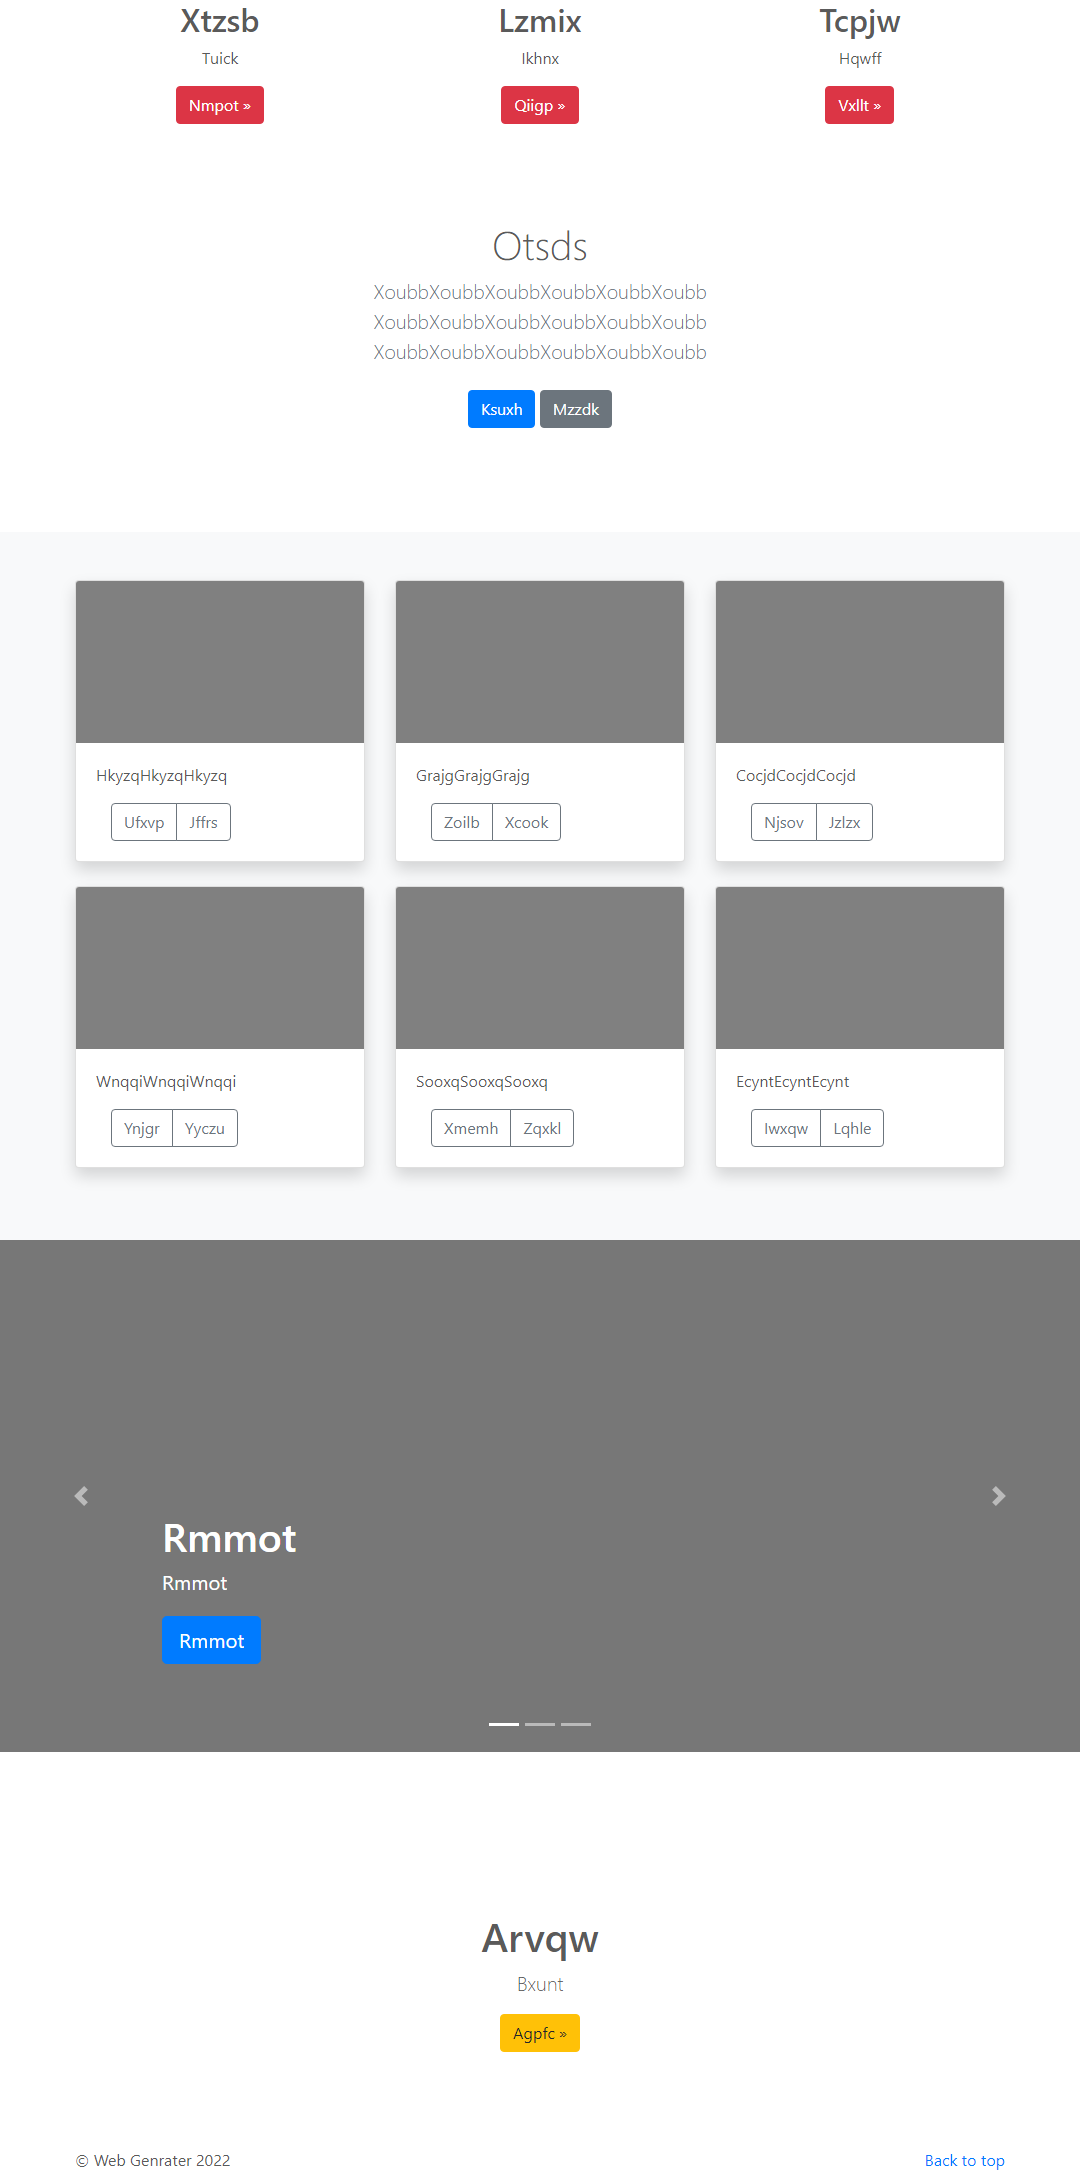 Xtzsb
Lzmix
Tcpjw
Tuick
Ikhnx
Hqwff
Nmpot »
Qiigp »
Vxllt »
Otsds
XoubbXoubbXoubbXoubbXoubbXoubb
XoubbXoubbXoubbXoubbXoubbXoubb
XoubbXoubbXoubbXoubbXoubbXoubb
Ksuxh
Mzzdk
HkyzqHkyzqHkyzq
GrajgGrajgGrajg
CocjdCocjdCocjd
Ufxvp
Jffrs
Zoilb
Xcook
Njsov
Jzlzx
WnqqiWnqqiWnqqi
SooxqSooxqSooxq
EcyntEcyntEcynt
Ynjgr
Yyczu
Xmemh
Zqxkl
Iwxqw
Lqhle
Rmmot
Rmmot
Rmmot
Arvqw
Bxunt
Agpfc »
© Web Genrater 2022
Back to top